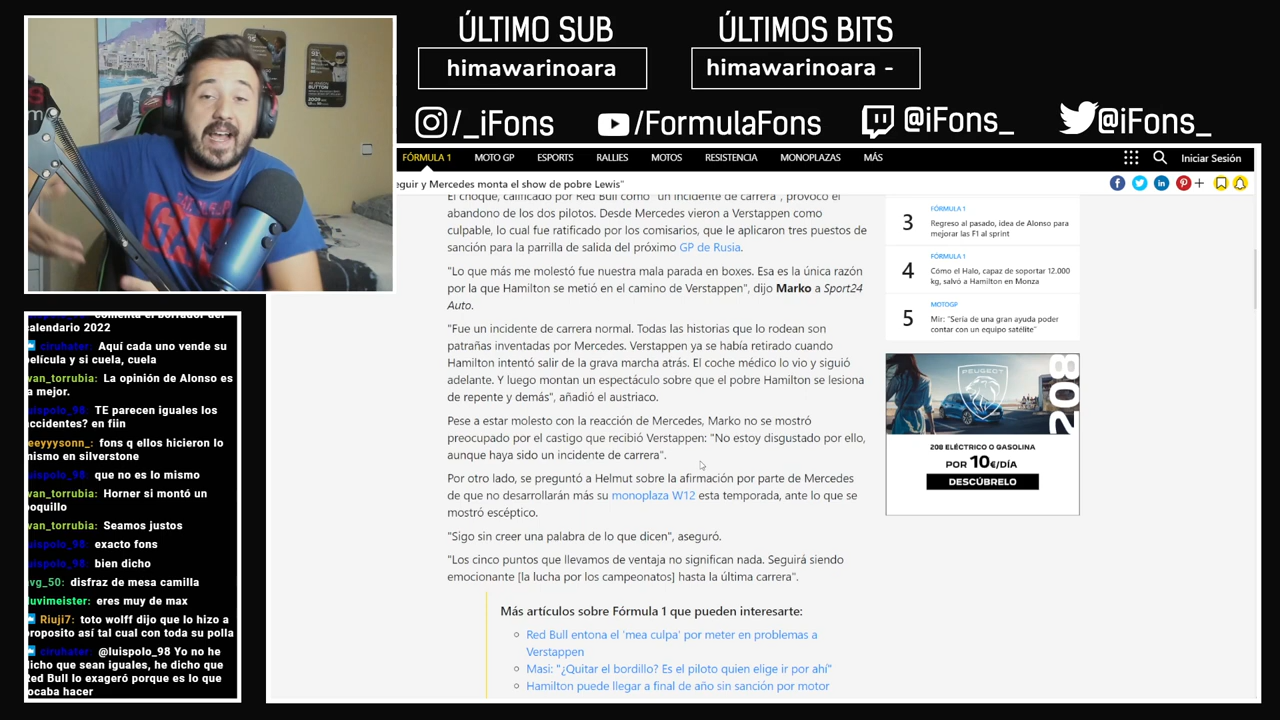 ÚLTIMO SUB
himawarinoara
ÚLTIMOS BITS
himawarinoara -
/_iFons
/FormulaFons
@iFons_
@iFons_
FÓRMULA 1 MOTO GP ESPORTS RALLIES MOTOS RESISTENCIA MONOPLAZAS MÁS Iniciar Sesión
eguir y Mercedes monta el show de pobre Lewis"
El choque, calificado por Red Bull como "un incidente de carrera", provocó el
abandono de los dos pilotos. Desde Mercedes vieron a Verstappen como
culpable, lo cual fue ratificado por los comisarios, que le aplicaron tres puestos de
sanción para la parrilla de salida del próximo GP de Rusia.
"Lo que más me molestó fue nuestra mala parada en boxes. Esa es la única razón
por la que Hamilton se metió en el camino de Verstappen", dijo Marko a Sport24
Auto.
"Fue un incidente de carrera normal. Todas las historias que lo rodean son
patrañas inventadas por Mercedes. Verstappen ya se había retirado cuando
Hamilton intentó salir de la grava marcha atrás. El coche médico lo vio y siguió
adelante. Y luego montan un espectáculo sobre que el pobre Hamilton se lesiona
de repente y demás", añadió el austriaco.
Pese a estar molesto con la reacción de Mercedes, Marko no se mostró
preocupado por el castigo que recibió Verstappen: "No estoy disgustado por ello,
aunque haya sido un incidente de carrera".
Por otro lado, se preguntó a Helmut sobre la afirmación por parte de Mercedes
de que no desarrollarán más su monoplaza W12 esta temporada, ante lo que se
mostró escéptico.
"Sigo sin creer una palabra de lo que dicen", aseguró.
"Los cinco puntos que llevamos de ventaja no significan nada. Seguirá siendo
emocionante [la lucha por los campeonatos] hasta la última carrera".
Más artículos sobre Fórmula 1 que pueden interesarte:
Red Bull entona el 'mea culpa' por meter en problemas a
Verstappen
Masi: "¿Quitar el bordillo? Es el piloto quien elige ir por ahí"
Hamilton puede llegar a final de año sin sanción por motor
3
FÓRMULA 1
Regreso al pasado, idea de Alonso para
mejorar las F1 al sprint
4
FÓRMULA 1
Cómo el Halo, capaz de soportar 12.000
kg, salvó a Hamilton en Monza
5
MOTOGP
Mir: "Sería de una gran ayuda poder
contar con un equipo satélite"
PEUGEOT
208
208 ELÉCTRICO O GASOLINA
POR 10€/DÍA
DESCÚBRELO
comenta el borrador del
calendario 2022
ciruhater: Aquí cada uno vende su
película y si cuela, cuela
van_torrubia: La opinión de Alonso es
a mejor.
luispolo_98: TE parecen iguales los
accidentes? en fiin
eeyyysonn_: fons q ellos hicieron lo
mismo en silverstone
luispolo_98: que no es lo mismo
van_torrubia: Horner si montó un
poquillo
van_torrubia: Seamos justos
luispolo_98: exacto fons
luispolo_98: bien dicho
avg_50: disfraz de mesa camilla
luvimeister: eres muy de max
Riuji7: toto wolff dijo que lo hizo a
proposito así tal cual con toda su polla
ciruhater: @luispolo_98 Yo no he
dicho que sean iguales, he dicho que
Red Bull lo exageró porque es lo que
tocaba hacer